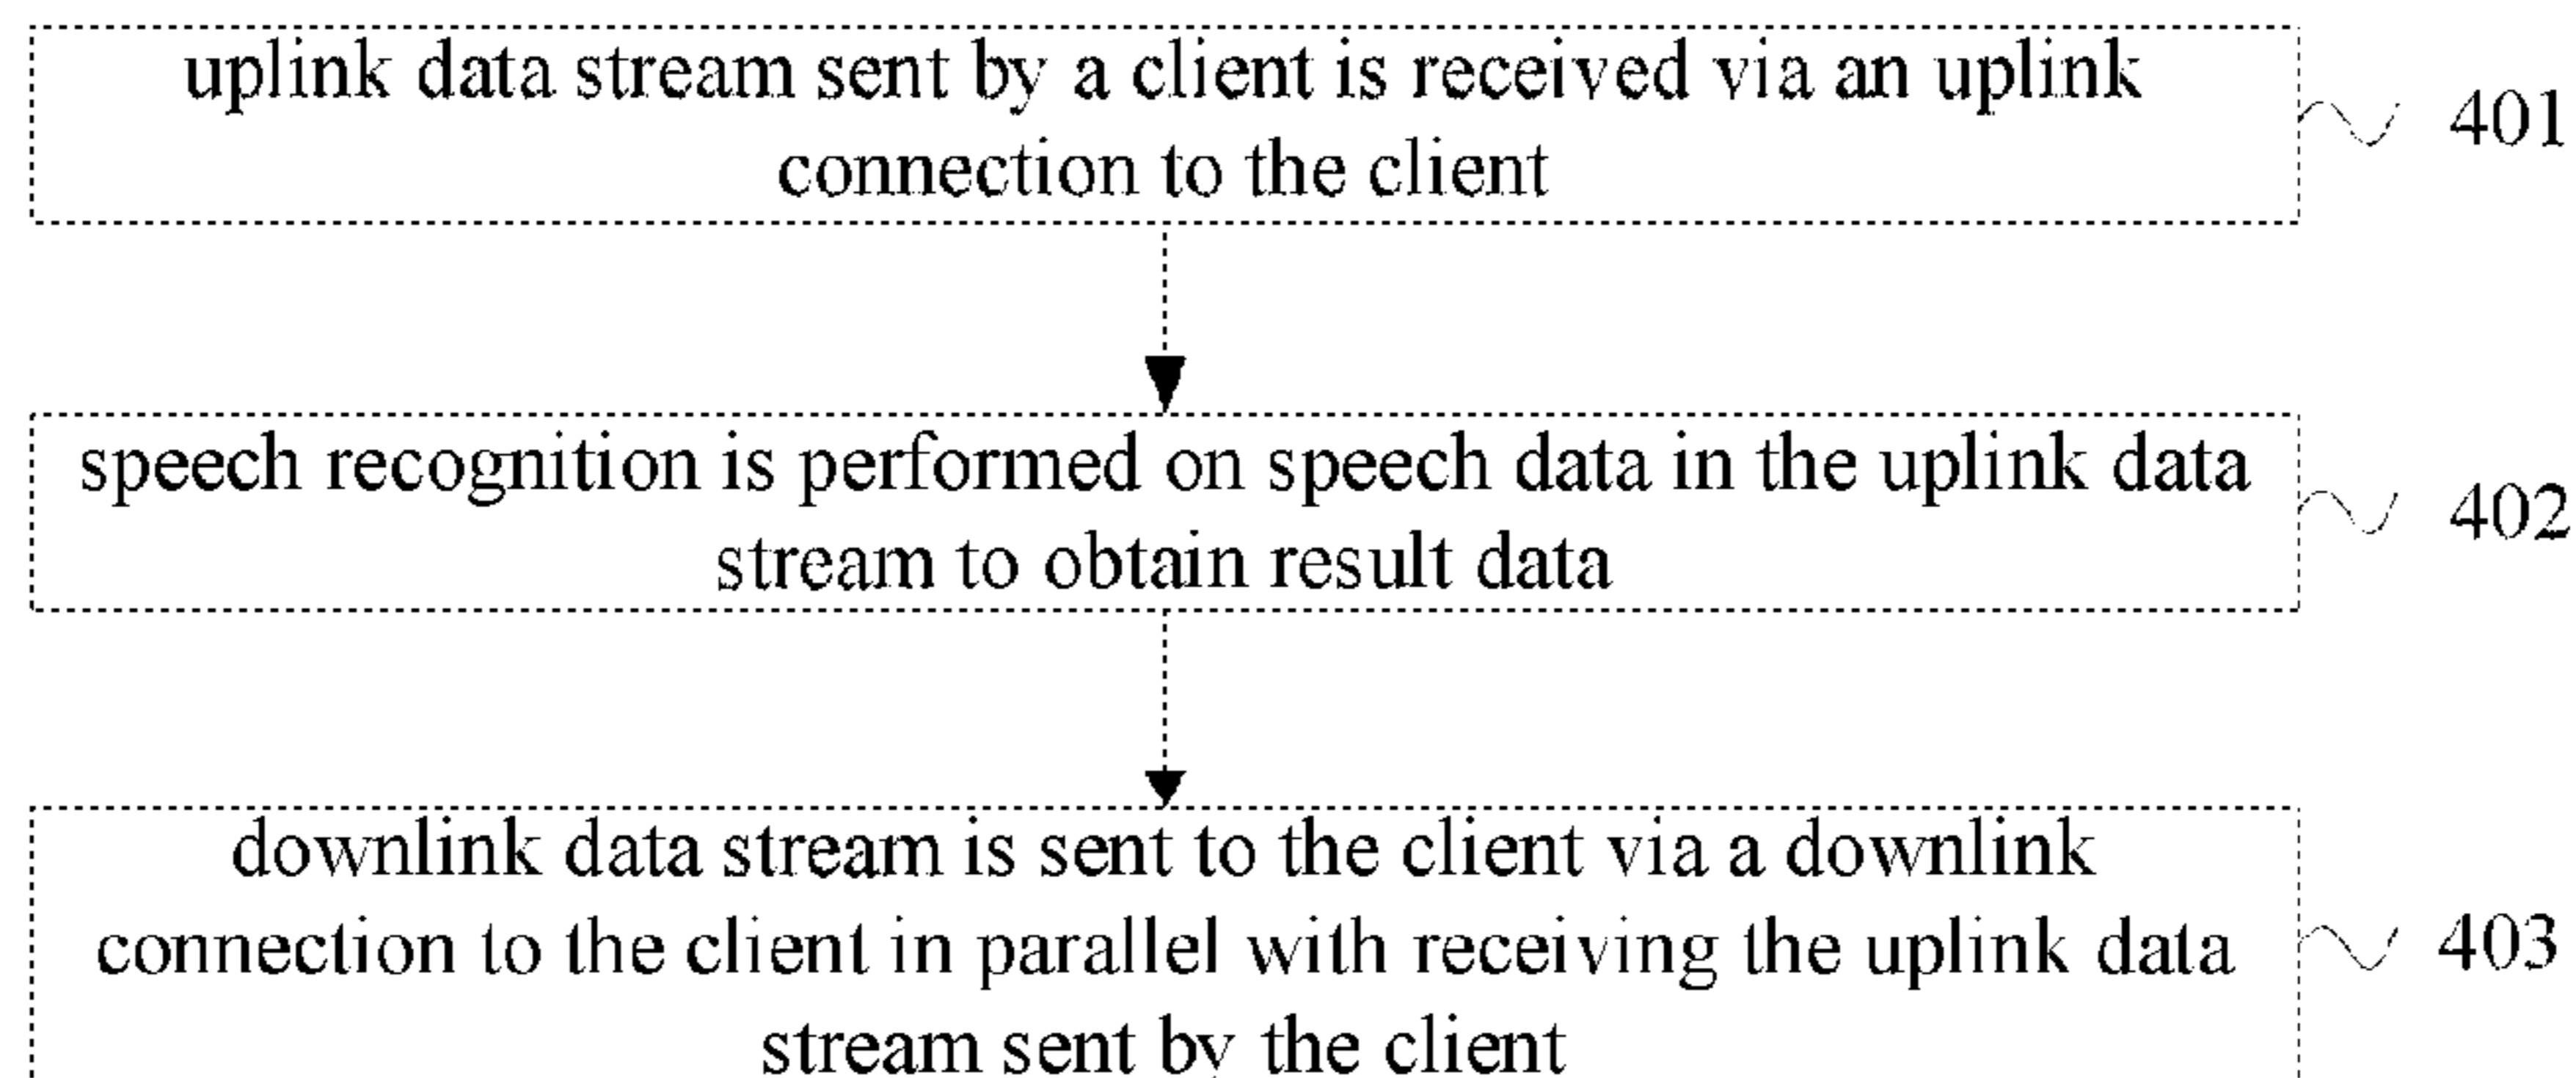 uplink data stream sent by a client is received via an uplink
connection to the client
401
speech recognition is performed on speech data in the uplink data
stream to obtain result data
402
downlink data stream is sent to the client via a downlink
connection to the client in parallel with receiving the uplink data
stream sent by the client
403